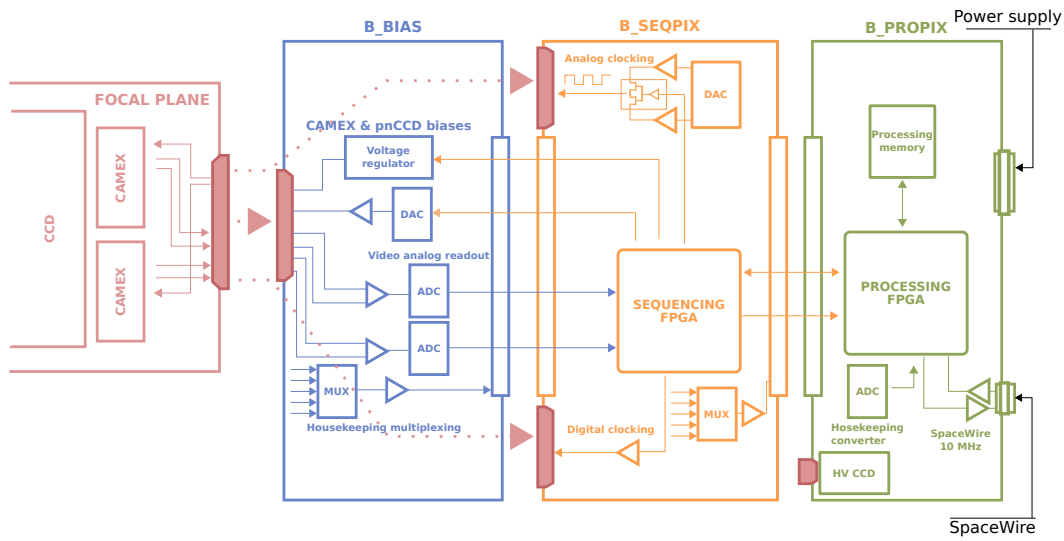 Power supply
B_BIAS
B_SEQPIX
B_PROPIX
FOCAL PLANE
CCD
CAMEX
CAMEX
CAMEX & pnCCD biases
Voltage
regulator
DAC
Video analog readout
ADC
ADC
MUX
Housekeeping multiplexing
Analog clocking
DAC
SEQUENCING
FPGA
MUX
Digital clocking
Processing
memory
PROCESSING
FPGA
ADC
Hosekeeping
converter
SpaceWire
10 MHz
HV CCD
SpaceWire